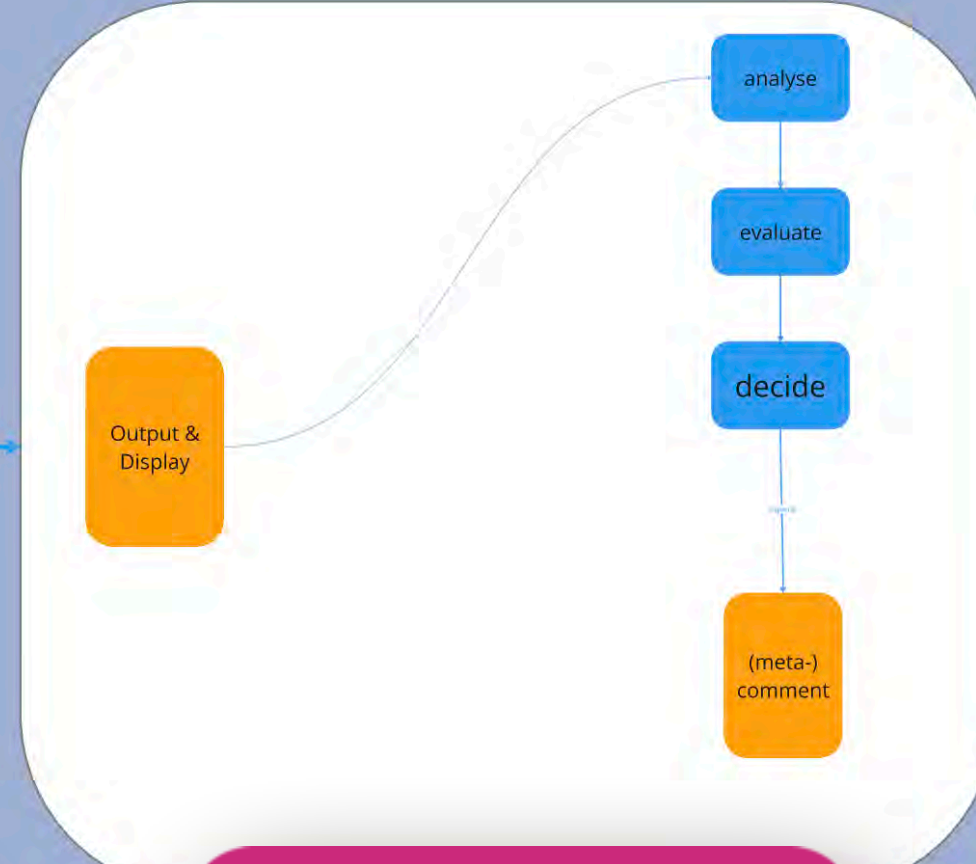 analyse
evaluate
decide
Output &
Display
(meta-)
comment